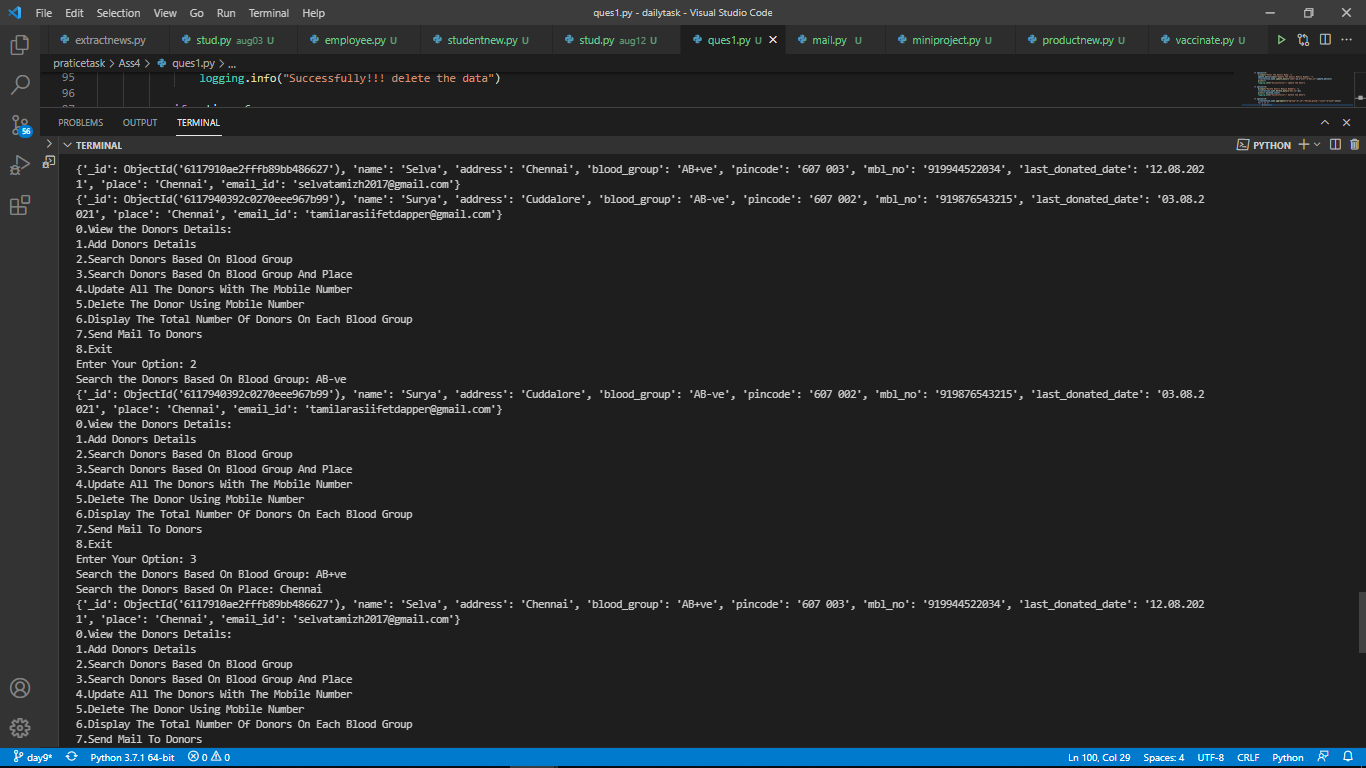 File Edit Selection View Go Run Terminal Help ques1.py - dailytask - Visual Studio Code
extractnews.py stud.py aug03 U employee.py U studentnew.py U stud.py aug12 U ques1.py U mail.py U miniproject.py U productnew.py U vaccinate.py U
praticetask > Ass4 > ques1.py > ...
95 logging.info("Successfully!!! delete the data")
96
PROBLEMS OUTPUT TERMINAL
TERMINAL PYTHON
{'_id': ObjectId('6117910ae2fffb89bb486627'), 'name': 'Selva', 'address': 'Chennai', 'blood_group': 'AB+ve', 'pincode': '607 003', 'mbl_no': '919944522034', 'last_donated_date': '12.08.202
1', 'place': 'Chennai', 'email_id': 'selvatamizh2017@gmail.com'}
{'_id': ObjectId('6117940392c0270eee967b99'), 'name': 'Surya', 'address': 'Cuddalore', 'blood_group': 'AB-ve', 'pincode': '607 002', 'mbl_no': '919876543215', 'last_donated_date': '03.08.2
021', 'place': 'Chennai', 'email_id': 'tamilarasiifetdapper@gmail.com'}
0.View the Donors Details:
1.Add Donors Details
2.Search Donors Based On Blood Group
3.Search Donors Based On Blood Group And Place
4.Update All The Donors With The Mobile Number
5.Delete The Donor Using Mobile Number
6.Display The Total Number Of Donors On Each Blood Group
7.Send Mail To Donors
8.Exit
Enter Your Option: 2
Search the Donors Based On Blood Group: AB-ve
{'_id': ObjectId('6117940392c0270eee967b99'), 'name': 'Surya', 'address': 'Cuddalore', 'blood_group': 'AB-ve', 'pincode': '607 002', 'mbl_no': '919876543215', 'last_donated_date': '03.08.2
021', 'place': 'Chennai', 'email_id': 'tamilarasiifetdapper@gmail.com'}
0.View the Donors Details:
1.Add Donors Details
2.Search Donors Based On Blood Group
3.Search Donors Based On Blood Group And Place
4.Update All The Donors With The Mobile Number
5.Delete The Donor Using Mobile Number
6.Display The Total Number Of Donors On Each Blood Group
7.Send Mail To Donors
8.Exit
Enter Your Option: 3
Search the Donors Based On Blood Group: AB+ve
Search the Donors Based On Place: Chennai
{'_id': ObjectId('6117910ae2fffb89bb486627'), 'name': 'Selva', 'address': 'Chennai', 'blood_group': 'AB+ve', 'pincode': '607 003', 'mbl_no': '919944522034', 'last_donated_date': '12.08.202
1', 'place': 'Chennai', 'email_id': 'selvatamizh2017@gmail.com'}
0.View the Donors Details:
1.Add Donors Details
2.Search Donors Based On Blood Group
3.Search Donors Based On Blood Group And Place
4.Update All The Donors With The Mobile Number
5.Delete The Donor Using Mobile Number
6.Display The Total Number Of Donors On Each Blood Group
7.Send Mail To Donors
56
day9* Python 3.7.1 64-bit 0 0 Ln 100, Col 29 Spaces: 4 UTF-8 CRLF Python